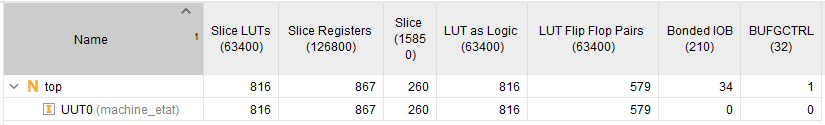 Name 1 Slice LUTs (63400) Slice Registers (126800) Slice (15850) LUT as Logic (63400) LUT Flip Flop Pairs (63400) Bonded IOB (210) BUFGCTRL (32)
N top 816 867 260 816 579 34 1
I UUT0 (machine_etat) 816 867 260 816 579 0 0